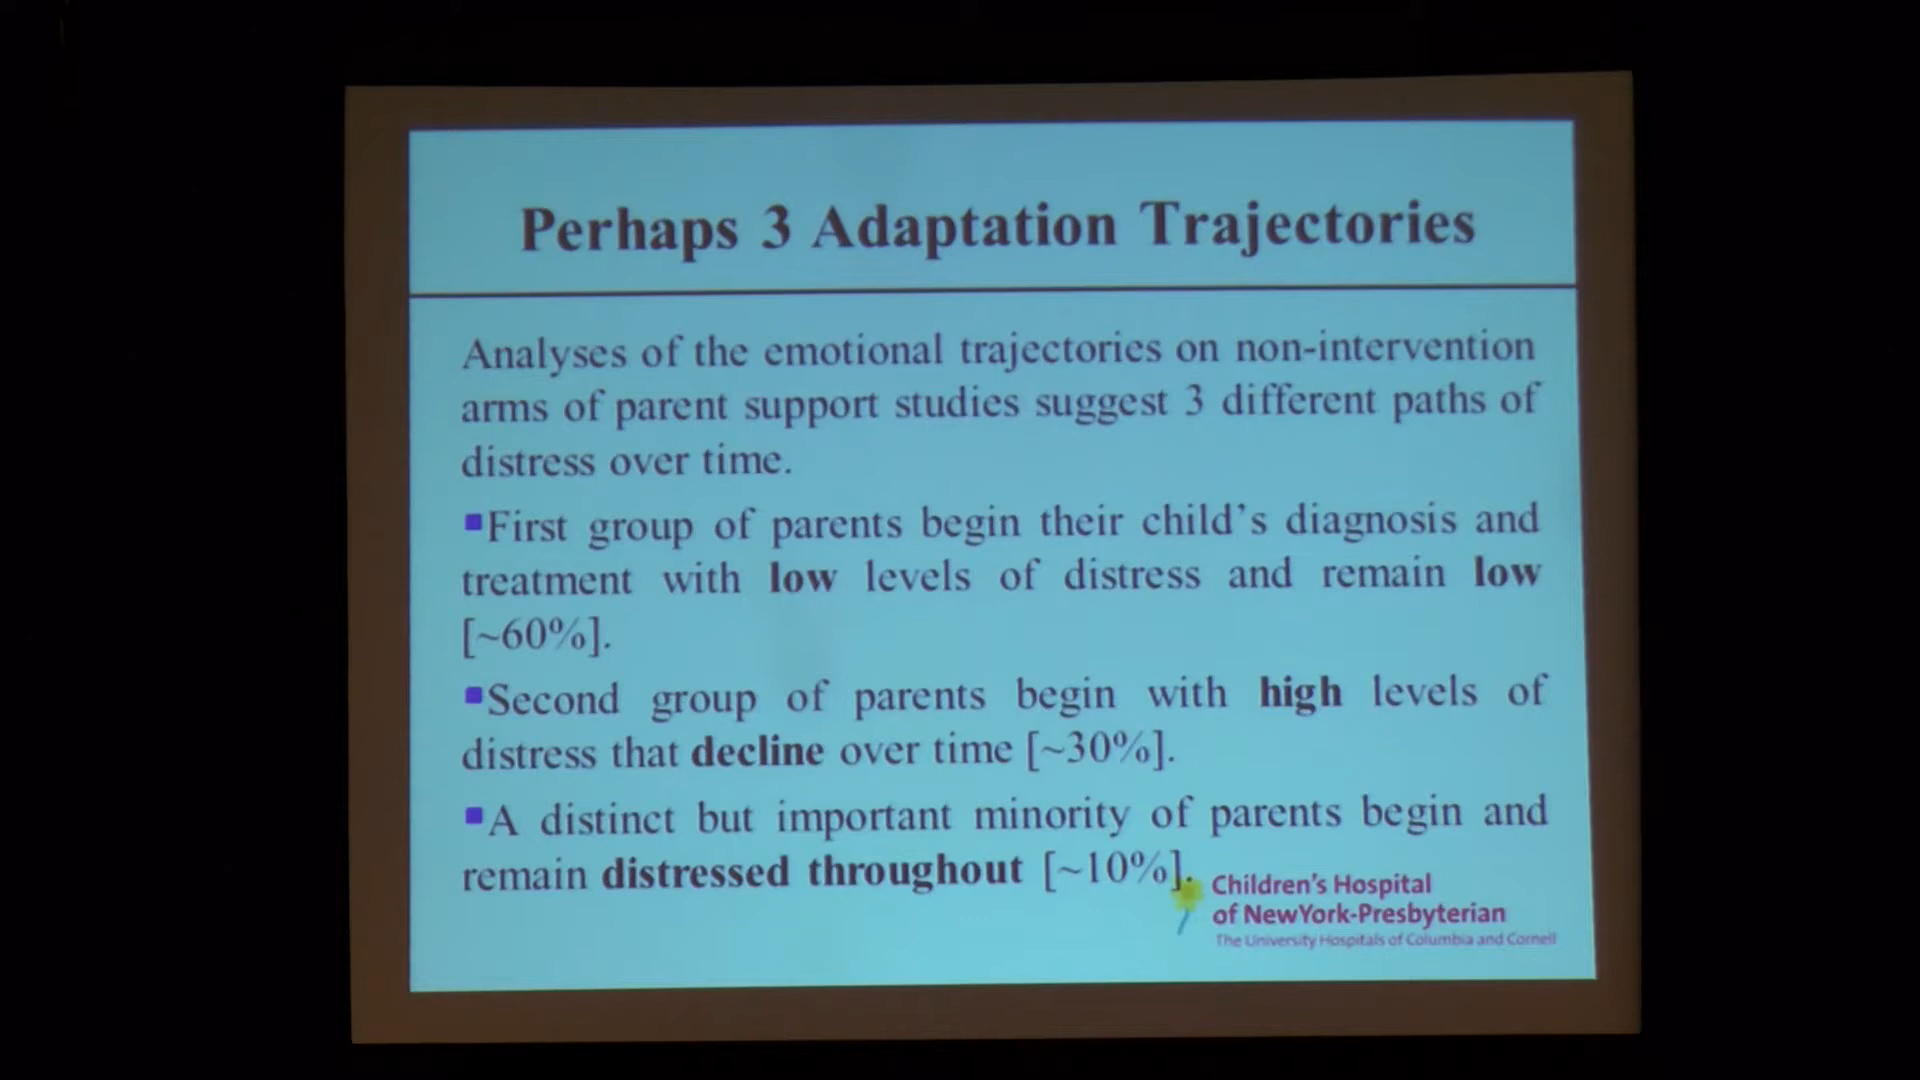 Perhaps 3 Adaptation Trajectories
Analyses of the emotional trajectories on non-intervention
arms of parent support studies suggest 3 different paths of
distress over time.
▪First group of parents begin their child's diagnosis and
treatment with low levels of distress and remain low
[~60%].
▪Second group of parents begin with high levels of
distress that decline over time [~30%].
▪A distinct but important minority of parents begin and
remain distressed throughout [~10%].
Children's Hospital
of NewYork-Presbyterian
The University Hospitals of Columbia and Cornell